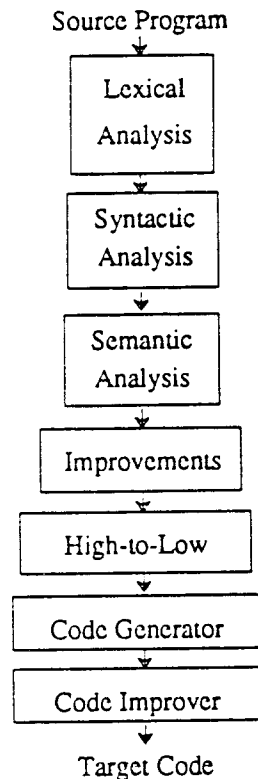 Source Program
Lexical
Analysis
Syntactic
Analysis
Semantic
Analysis
Improvements
High-to-Low
Code Generator
Code Improver
Target Code